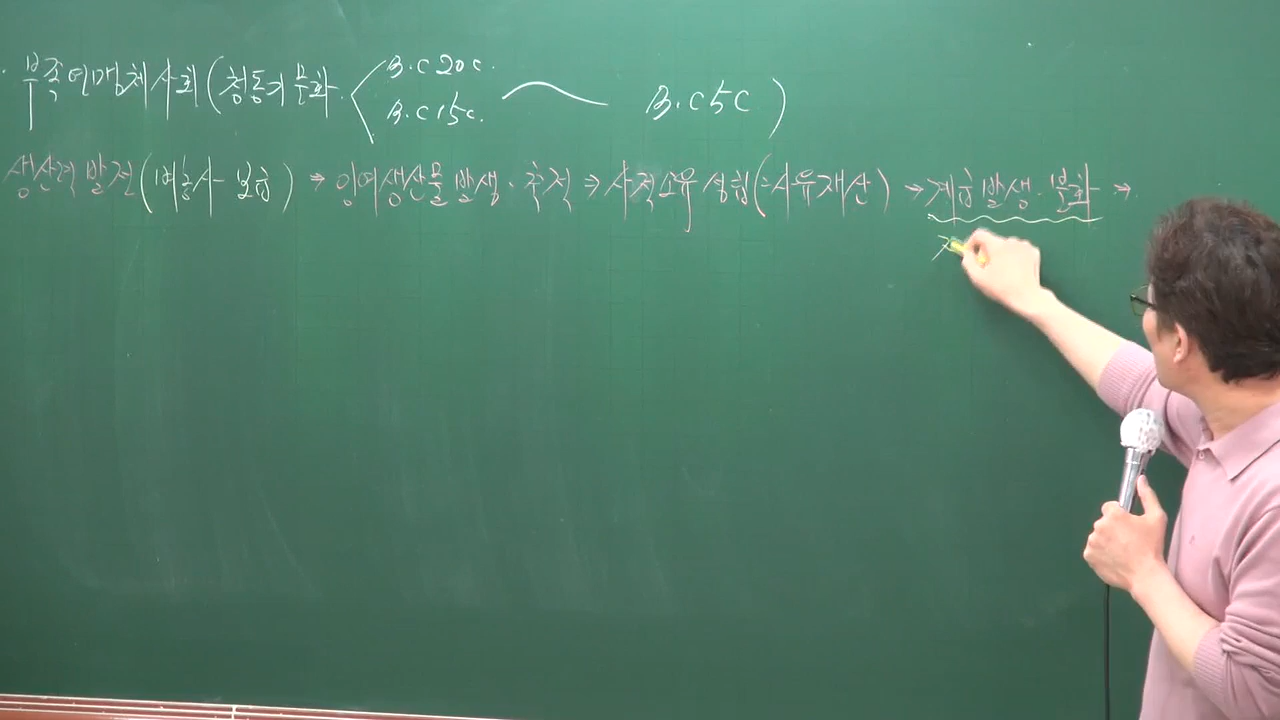 · 부족연맹체사회(청동기 문화. < B.C 20C. B.C 15C. ~ B.C 5C)
생산력 발전(벼농사 보급) → 잉여생산물 발생·축적 ⇒ 사적소유 성립(=사유재산) → 계급발생·분화 →